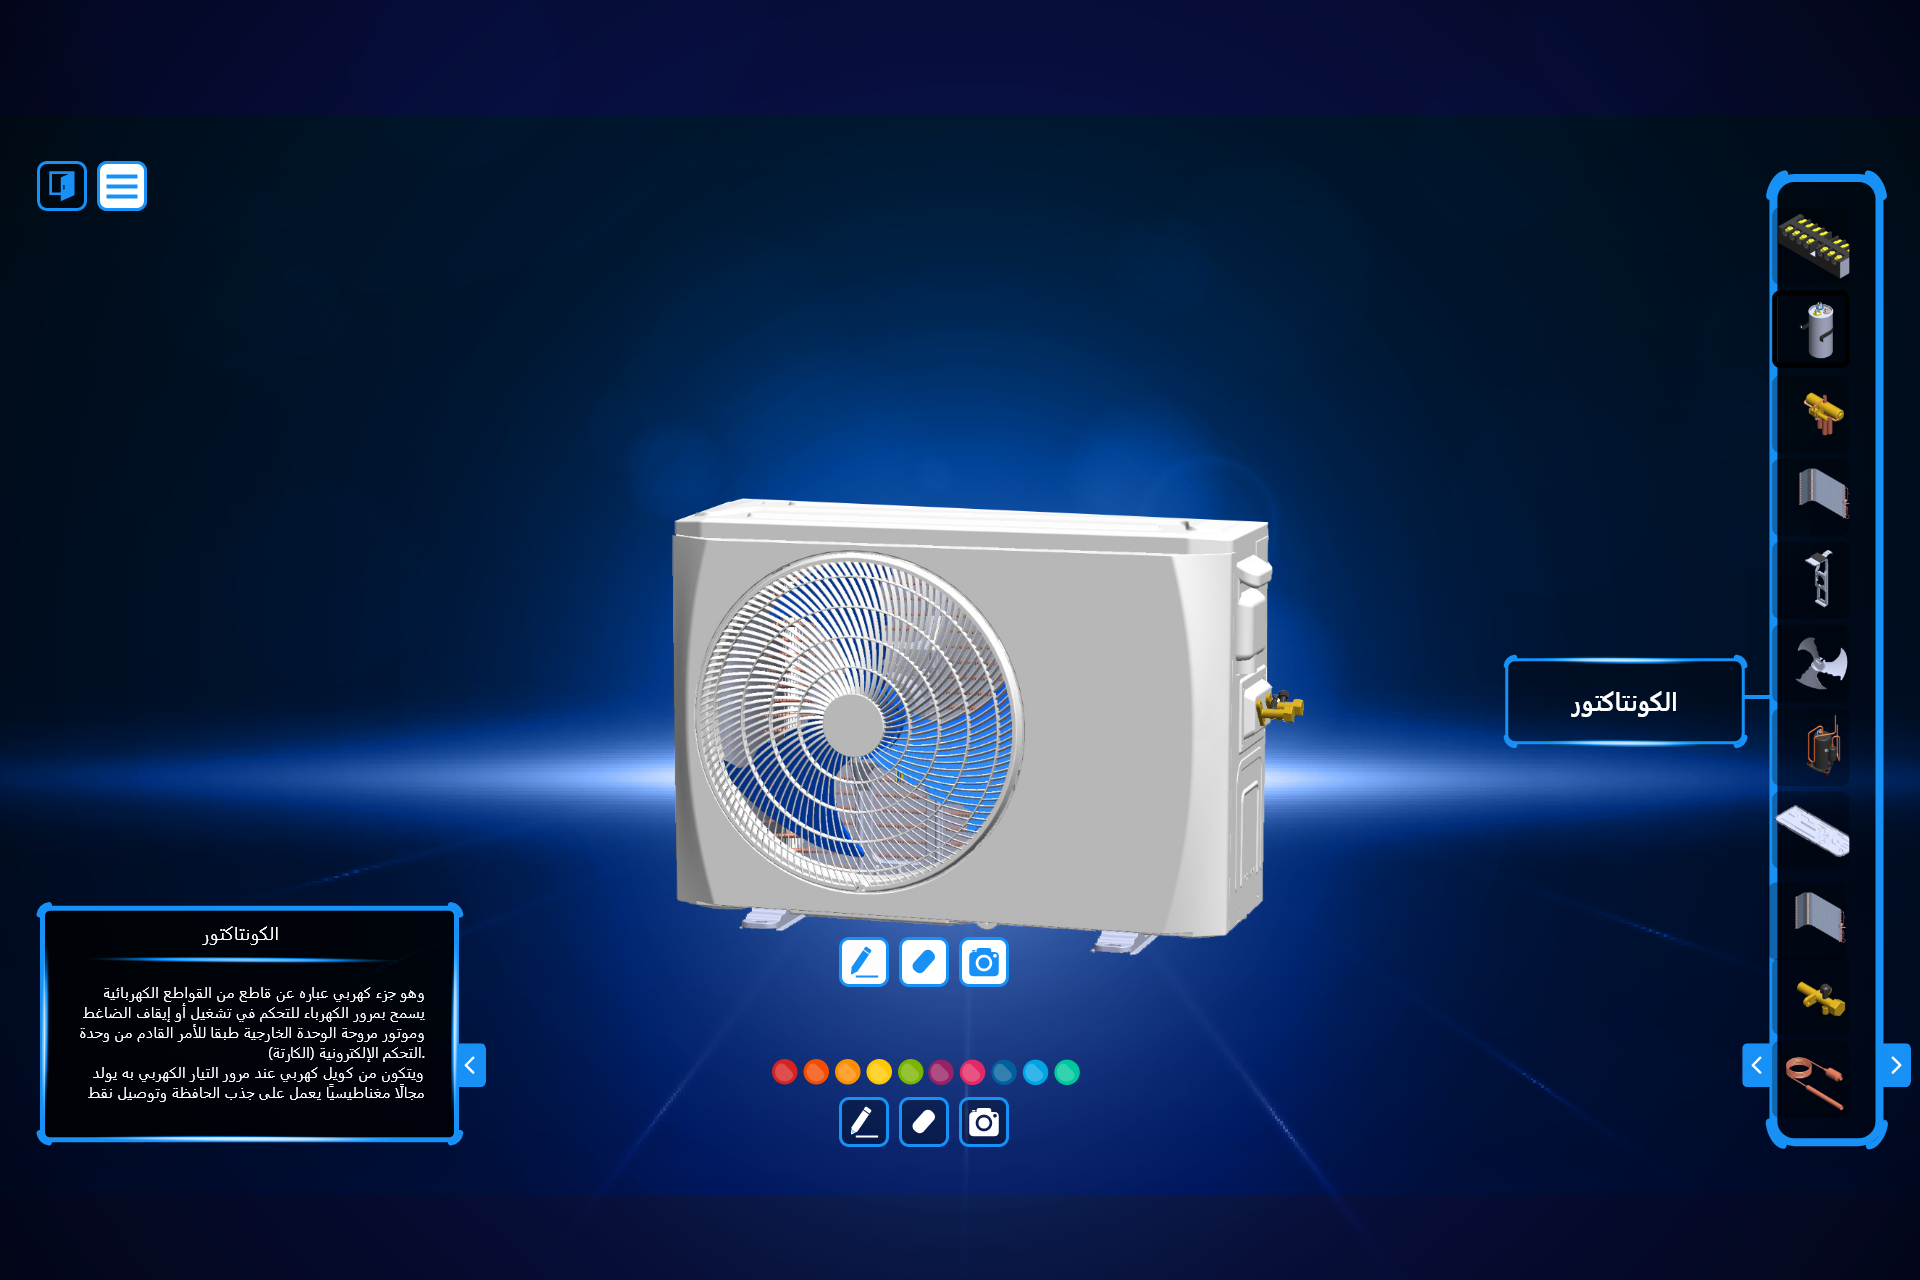 الكونتاكتور
الكونتاكتور
وهو جزء كهربي عباره عن قاطع من القواطع الكهربائية
يسمح بمرور الكهرباء للتحكم في تشغيل أو إيقاف الضاغط
وموتور مروحة الوحدة الخارجية طبقا للأمر القادم من وحدة
.التحكم الإلكترونية (الكارتة)
ويتكون من كويل كهربي عند مرور التيار الكهربي به يولد
مجالًا مغناطيسيًا يعمل على جذب الحافظة وتوصيل نقط